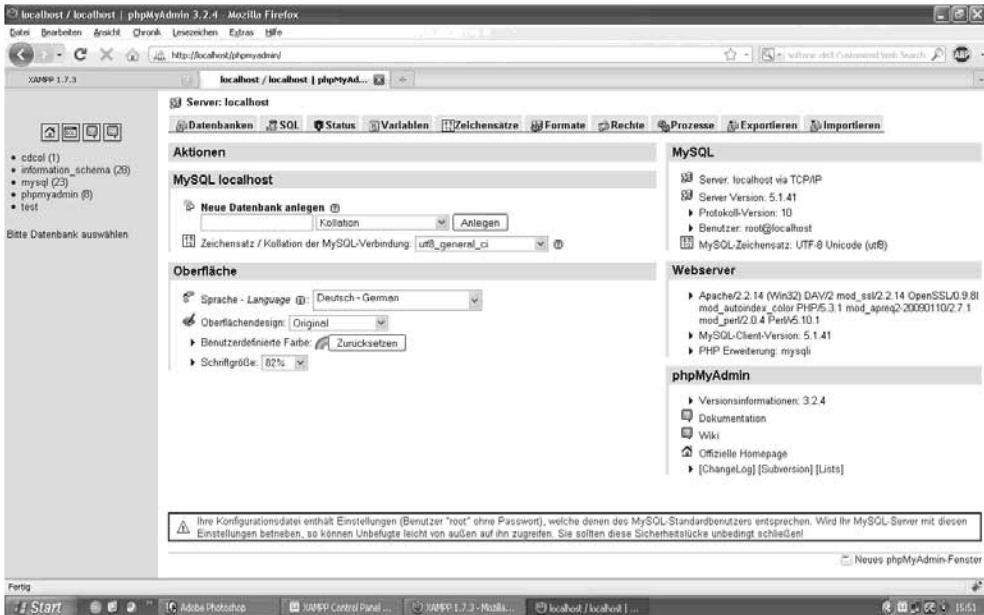 localhost / localhost | phpMyAdmin 3.2.4 - Mozilla Firefox
Datei Bearbeiten Ansicht Chronik Lesezeichen Extras Hilfe
http://localhost/phpmyadmin/
XAMPP 1.7.3
localhost / localhost | phpMyAd...
Server: localhost
Datenbanken SQL Status Variablen Zeichensätze Formate Rechte Prozesse Exportieren Importieren
cdcol (1)
information_schema (28)
mysql (23)
phpmyadmin (8)
test
Bitte Datenbank auswählen
Aktionen
MySQL localhost
Neue Datenbank anlegen
Kollation
Anlegen
Zeichensatz / Kollation der MySQL-Verbindung: utf8_general_ci
Oberfläche
Sprache - Language: Deutsch - German
Oberflächendesign: Original
Benutzerdefinierte Farbe: Zurücksetzen
Schriftgröße: 82%
MySQL
Server: localhost via TCP/IP
Server Version: 5.1.41
Protokoll-Version: 10
Benutzer: root@localhost
MySQL-Zeichensatz: UTF-8 Unicode (utf8)
Webserver
Apache/2.2.14 (Win32) DAV/2 mod_ssl/2.2.14 OpenSSL/0.9.8l
mod_autoindex_color PHP/5.3.1 mod_apreq2-20090110/2.7.1
mod_perl/2.0.4 Perl/v5.10.1
MySQL-Client-Version: 5.1.41
PHP Erweiterung: mysqli
phpMyAdmin
Versionsinformationen: 3.2.4
Dokumentation
Wiki
Offizielle Homepage
[ChangeLog] [Subversion] [Lists]
Ihre Konfigurationsdatei enthält Einstellungen (Benutzer "root" ohne Passwort), welche denen des MySQL-Standardbenutzers entsprechen. Wird Ihr MySQL-Server mit diesen
Einstellungen betrieben, so können Unbefugte leicht von außen auf ihn zugreifen. Sie sollten diese Sicherheitslücke unbedingt schließen!
Neues phpMyAdmin-Fenster
Fertig
Start
Adobe Photoshop
XAMPP Control Panel ...
XAMPP 1.7.3 - Mozilla...
localhost / localhost | ...
15:51